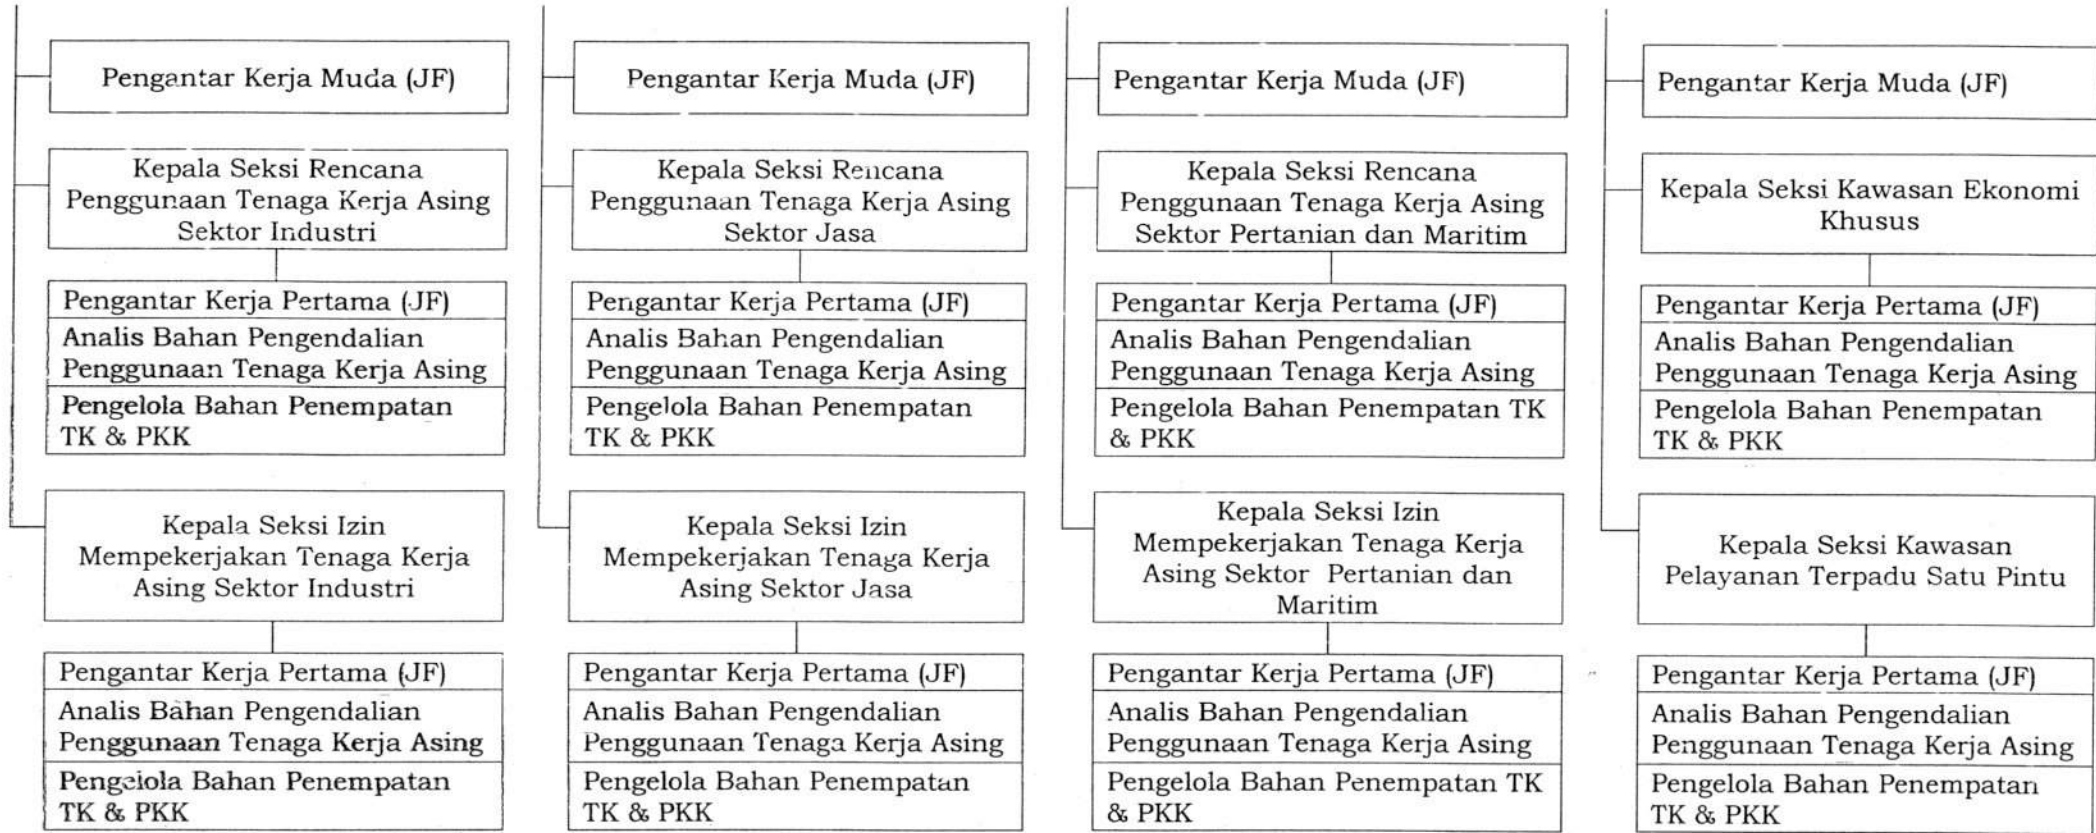 Pengantar Kerja Muda (JF)
Kepala Seksi Rencana
Penggunaan Tenaga Kerja Asing
Sektor Industri
Pengantar Kerja Pertama (JF)
Analis Bahan Pengendalian
Penggunaan Tenaga Kerja Asing
Pengelola Bahan Penempatan
TK & PKK
Kepala Seksi Izin
Mempekerjakan Tenaga Kerja
Asing Sektor Industri
Pengantar Kerja Pertama (JF)
Analis Bahan Pengendalian
Penggunaan Tenaga Kerja Asing
Pengelola Bahan Penempatan
TK & PKK
Pengantar Kerja Muda (JF)
Kepala Seksi Rencana
Penggunaan Tenaga Kerja Asing
Sektor Jasa
Pengantar Kerja Pertama (JF)
Analis Bahan Pengendalian
Penggunaan Tenaga Kerja Asing
Pengelola Bahan Penempatan
TK & PKK
Kepala Seksi Izin
Mempekerjakan Tenaga Kerja
Asing Sektor Jasa
Pengantar Kerja Pertama (JF)
Analis Bahan Pengendalian
Penggunaan Tenaga Kerja Asing
Pengelola Bahan Penempatan
TK & PKK
Pengantar Kerja Muda (JF)
Kepala Seksi Rencana
Penggunaan Tenaga Kerja Asing
Sektor Pertanian dan Maritim
Pengantar Kerja Pertama (JF)
Analis Bahan Pengendalian
Penggunaan Tenaga Kerja Asing
Pengelola Bahan Penempatan TK
& PKK
Kepala Seksi Izin
Mempekerjakan Tenaga Kerja
Asing Sektor Pertanian dan
Maritim
Pengantar Kerja Pertama (JF)
Analis Bahan Pengendalian
Penggunaan Tenaga Kerja Asing
Pengelola Bahan Penempatan TK
& PKK
Pengantar Kerja Muda (JF)
Kepala Seksi Kawasan Ekonomi
Khusus
Pengantar Kerja Pertama (JF)
Analis Bahan Pengendalian
Penggunaan Tenaga Kerja Asing
Pengelola Bahan Penempatan
TK & PKK
Kepala Seksi Kawasan
Pelayanan Terpadu Satu Pintu
Pengantar Kerja Pertama (JF)
Analis Bahan Pengendalian
Penggunaan Tenaga Kerja Asing
Pengelola Bahan Penempatan
TK & PKK